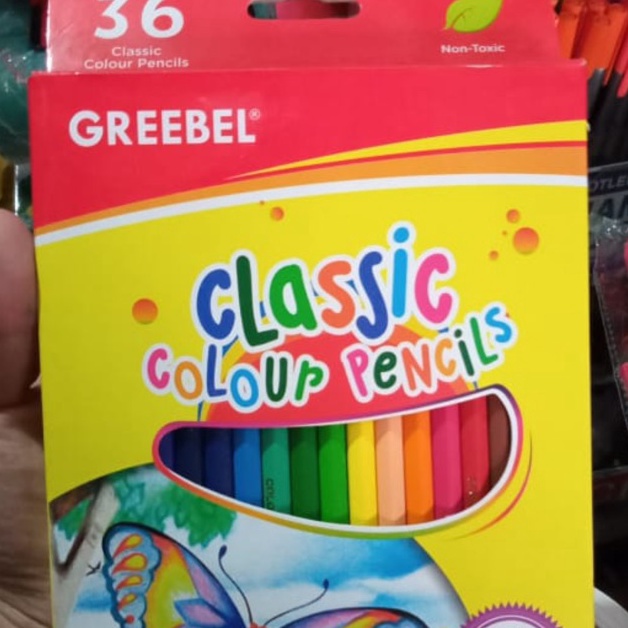 36
Classic
Colour Pencils
Non-Toxic
GREEBEL®
CLassic
COLOUr PeNCiLs